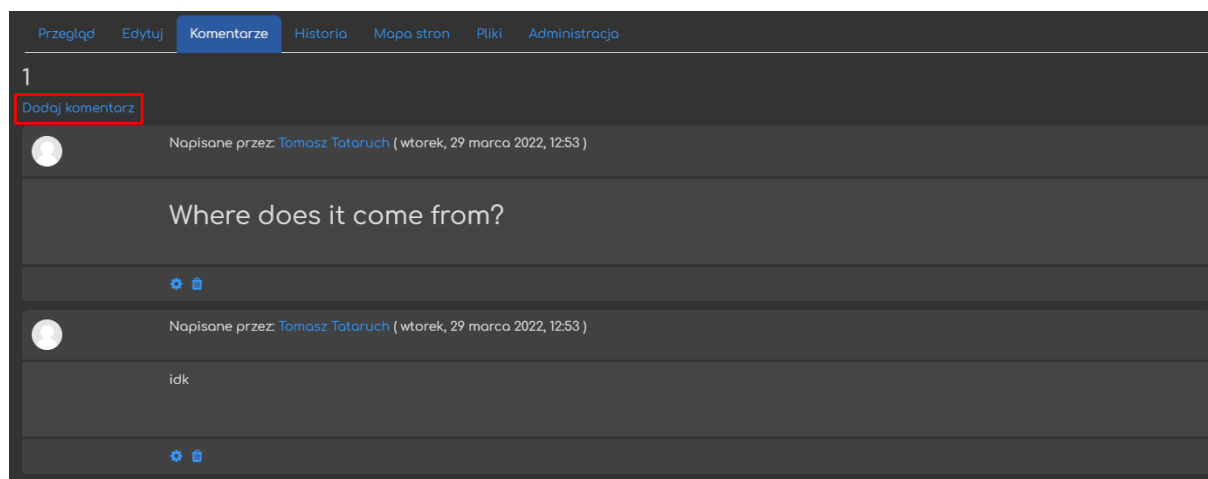 Przegląd Edytuj Komentarze Historia Mapa stron Pliki Administracja
1
Dodaj komentarz
Napisane przez: Tomasz Tataruch ( wtorek, 29 marca 2022, 12:53 )
Where does it come from?
Napisane przez: Tomasz Tataruch ( wtorek, 29 marca 2022, 12:53 )
idk